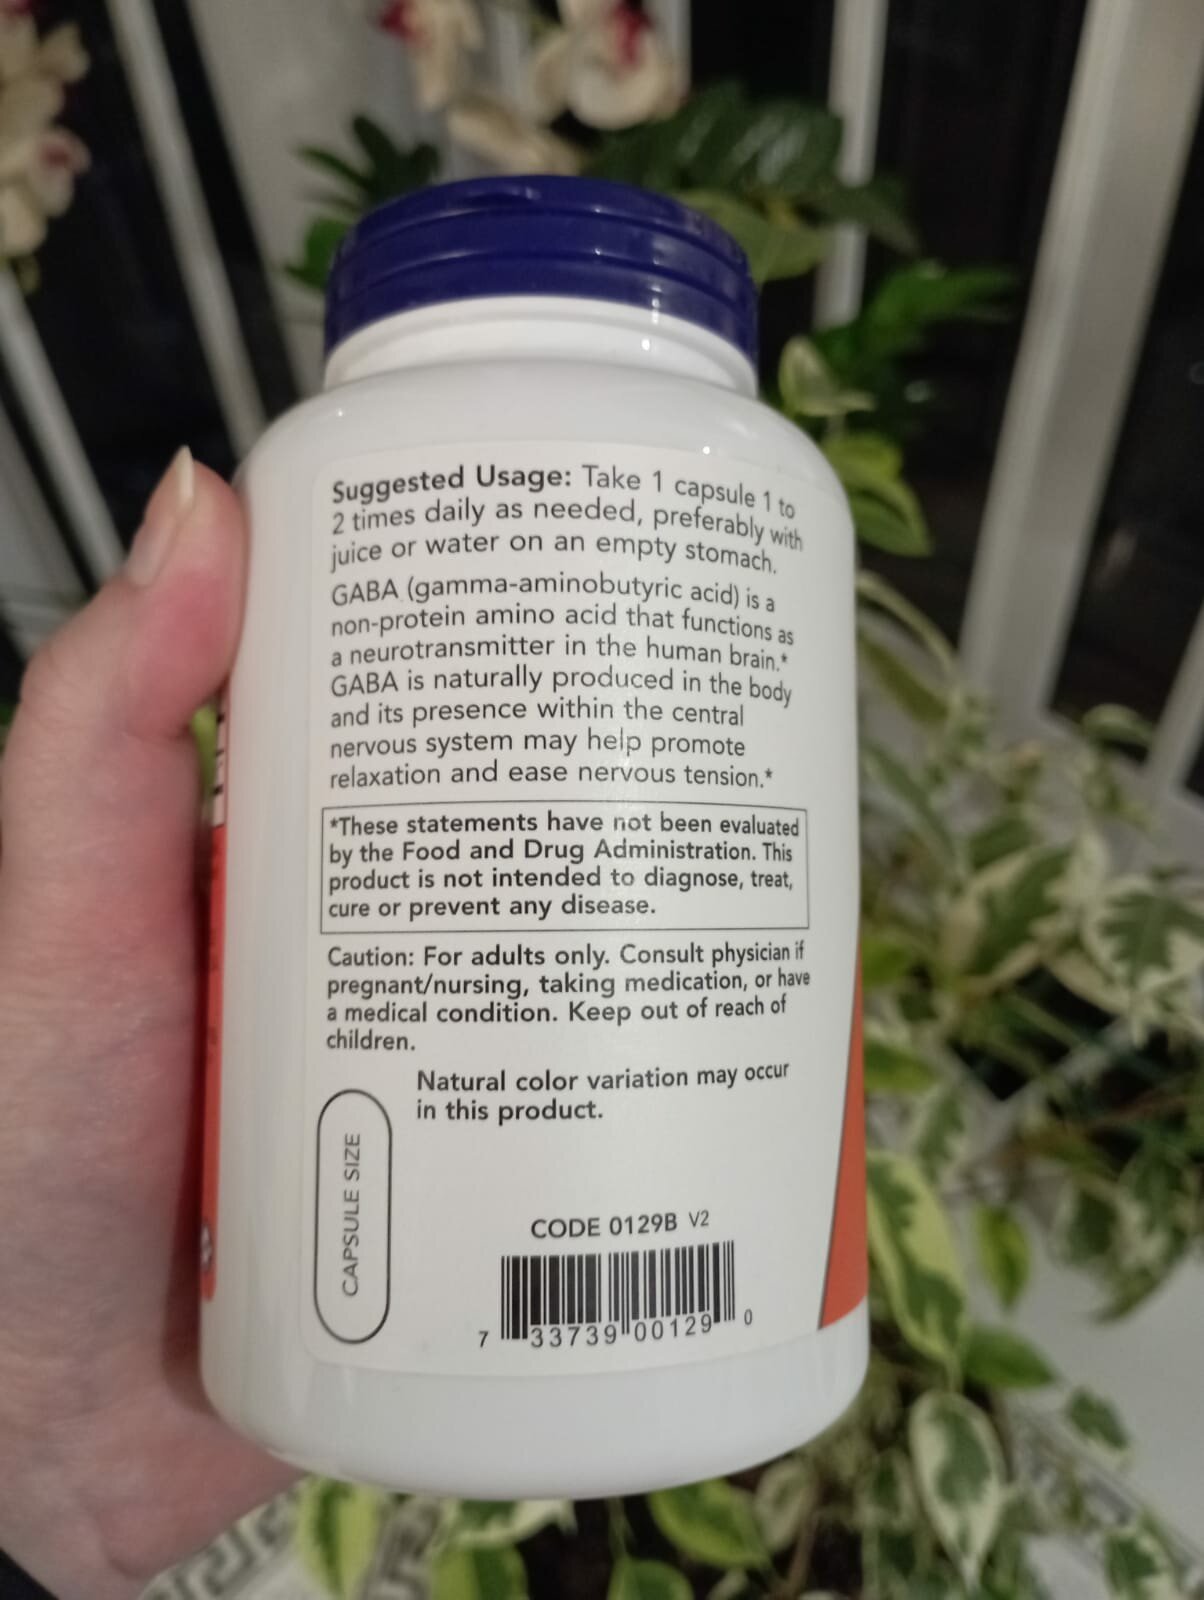 Suggested Usage: Take 1 capsule 1 to
2 times daily as needed, preferably with
juice or water on an empty stomach.
GABA (gamma-aminobutyric acid) is a
non-protein amino acid that functions as
a neurotransmitter in the human brain.*
GABA is naturally produced in the body
and its presence within the central
nervous system may help promote
relaxation and ease nervous tension.*
*These statements have not been evaluated
by the Food and Drug Administration. This
product is not intended to diagnose, treat,
cure or prevent any disease.
Caution: For adults only. Consult physician if
pregnant/nursing, taking medication, or have
a medical condition. Keep out of reach of
children.
Natural color variation may occur
in this product.
CAPSULE SIZE
CODE 0129B V2
7 33739 00129 0